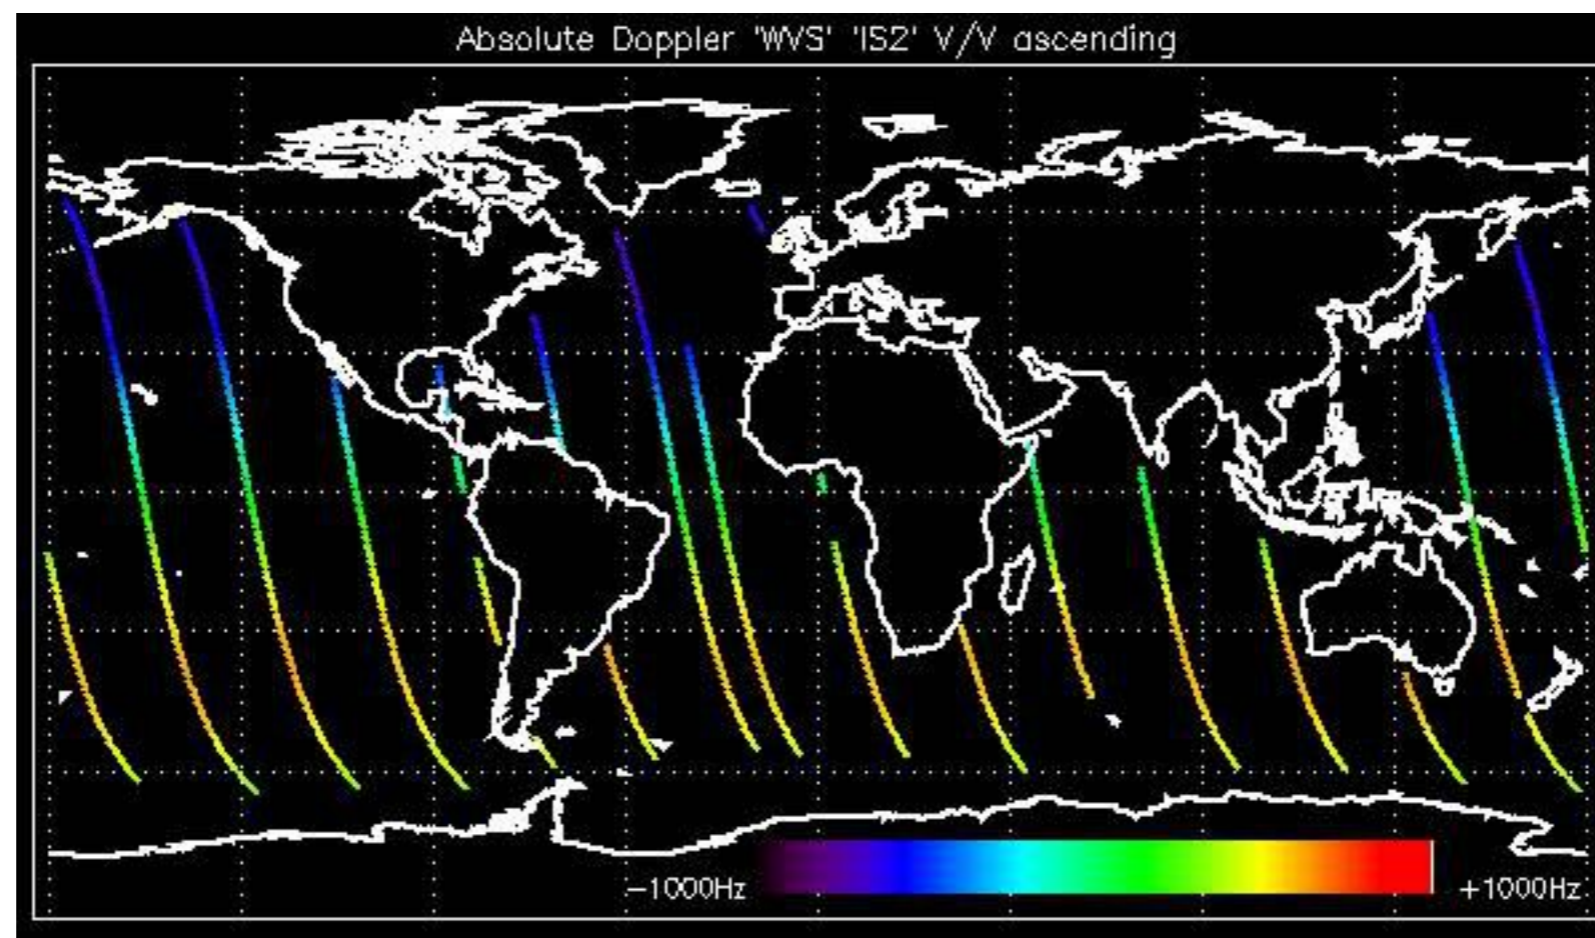 Absolute Doppler 'WVS' 'IS2' V/V ascending
−1000Hz
+1000Hz